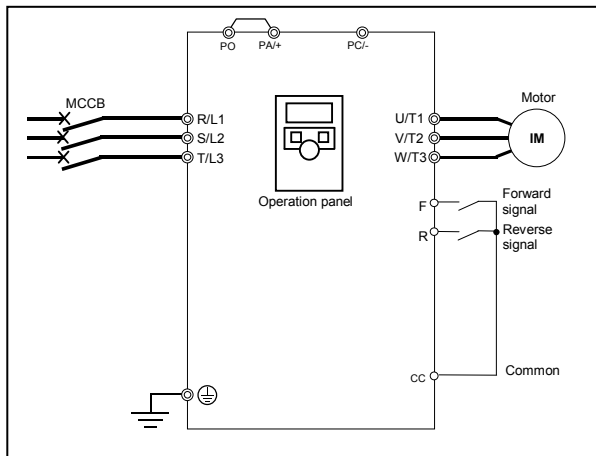 PO PA/+ PC/-
MCCB
R/L1
S/L2
T/L3
Operation panel
U/T1
V/T2
W/T3
Motor
IM
F
Forward
signal
R
Reverse
signal
CC
Common